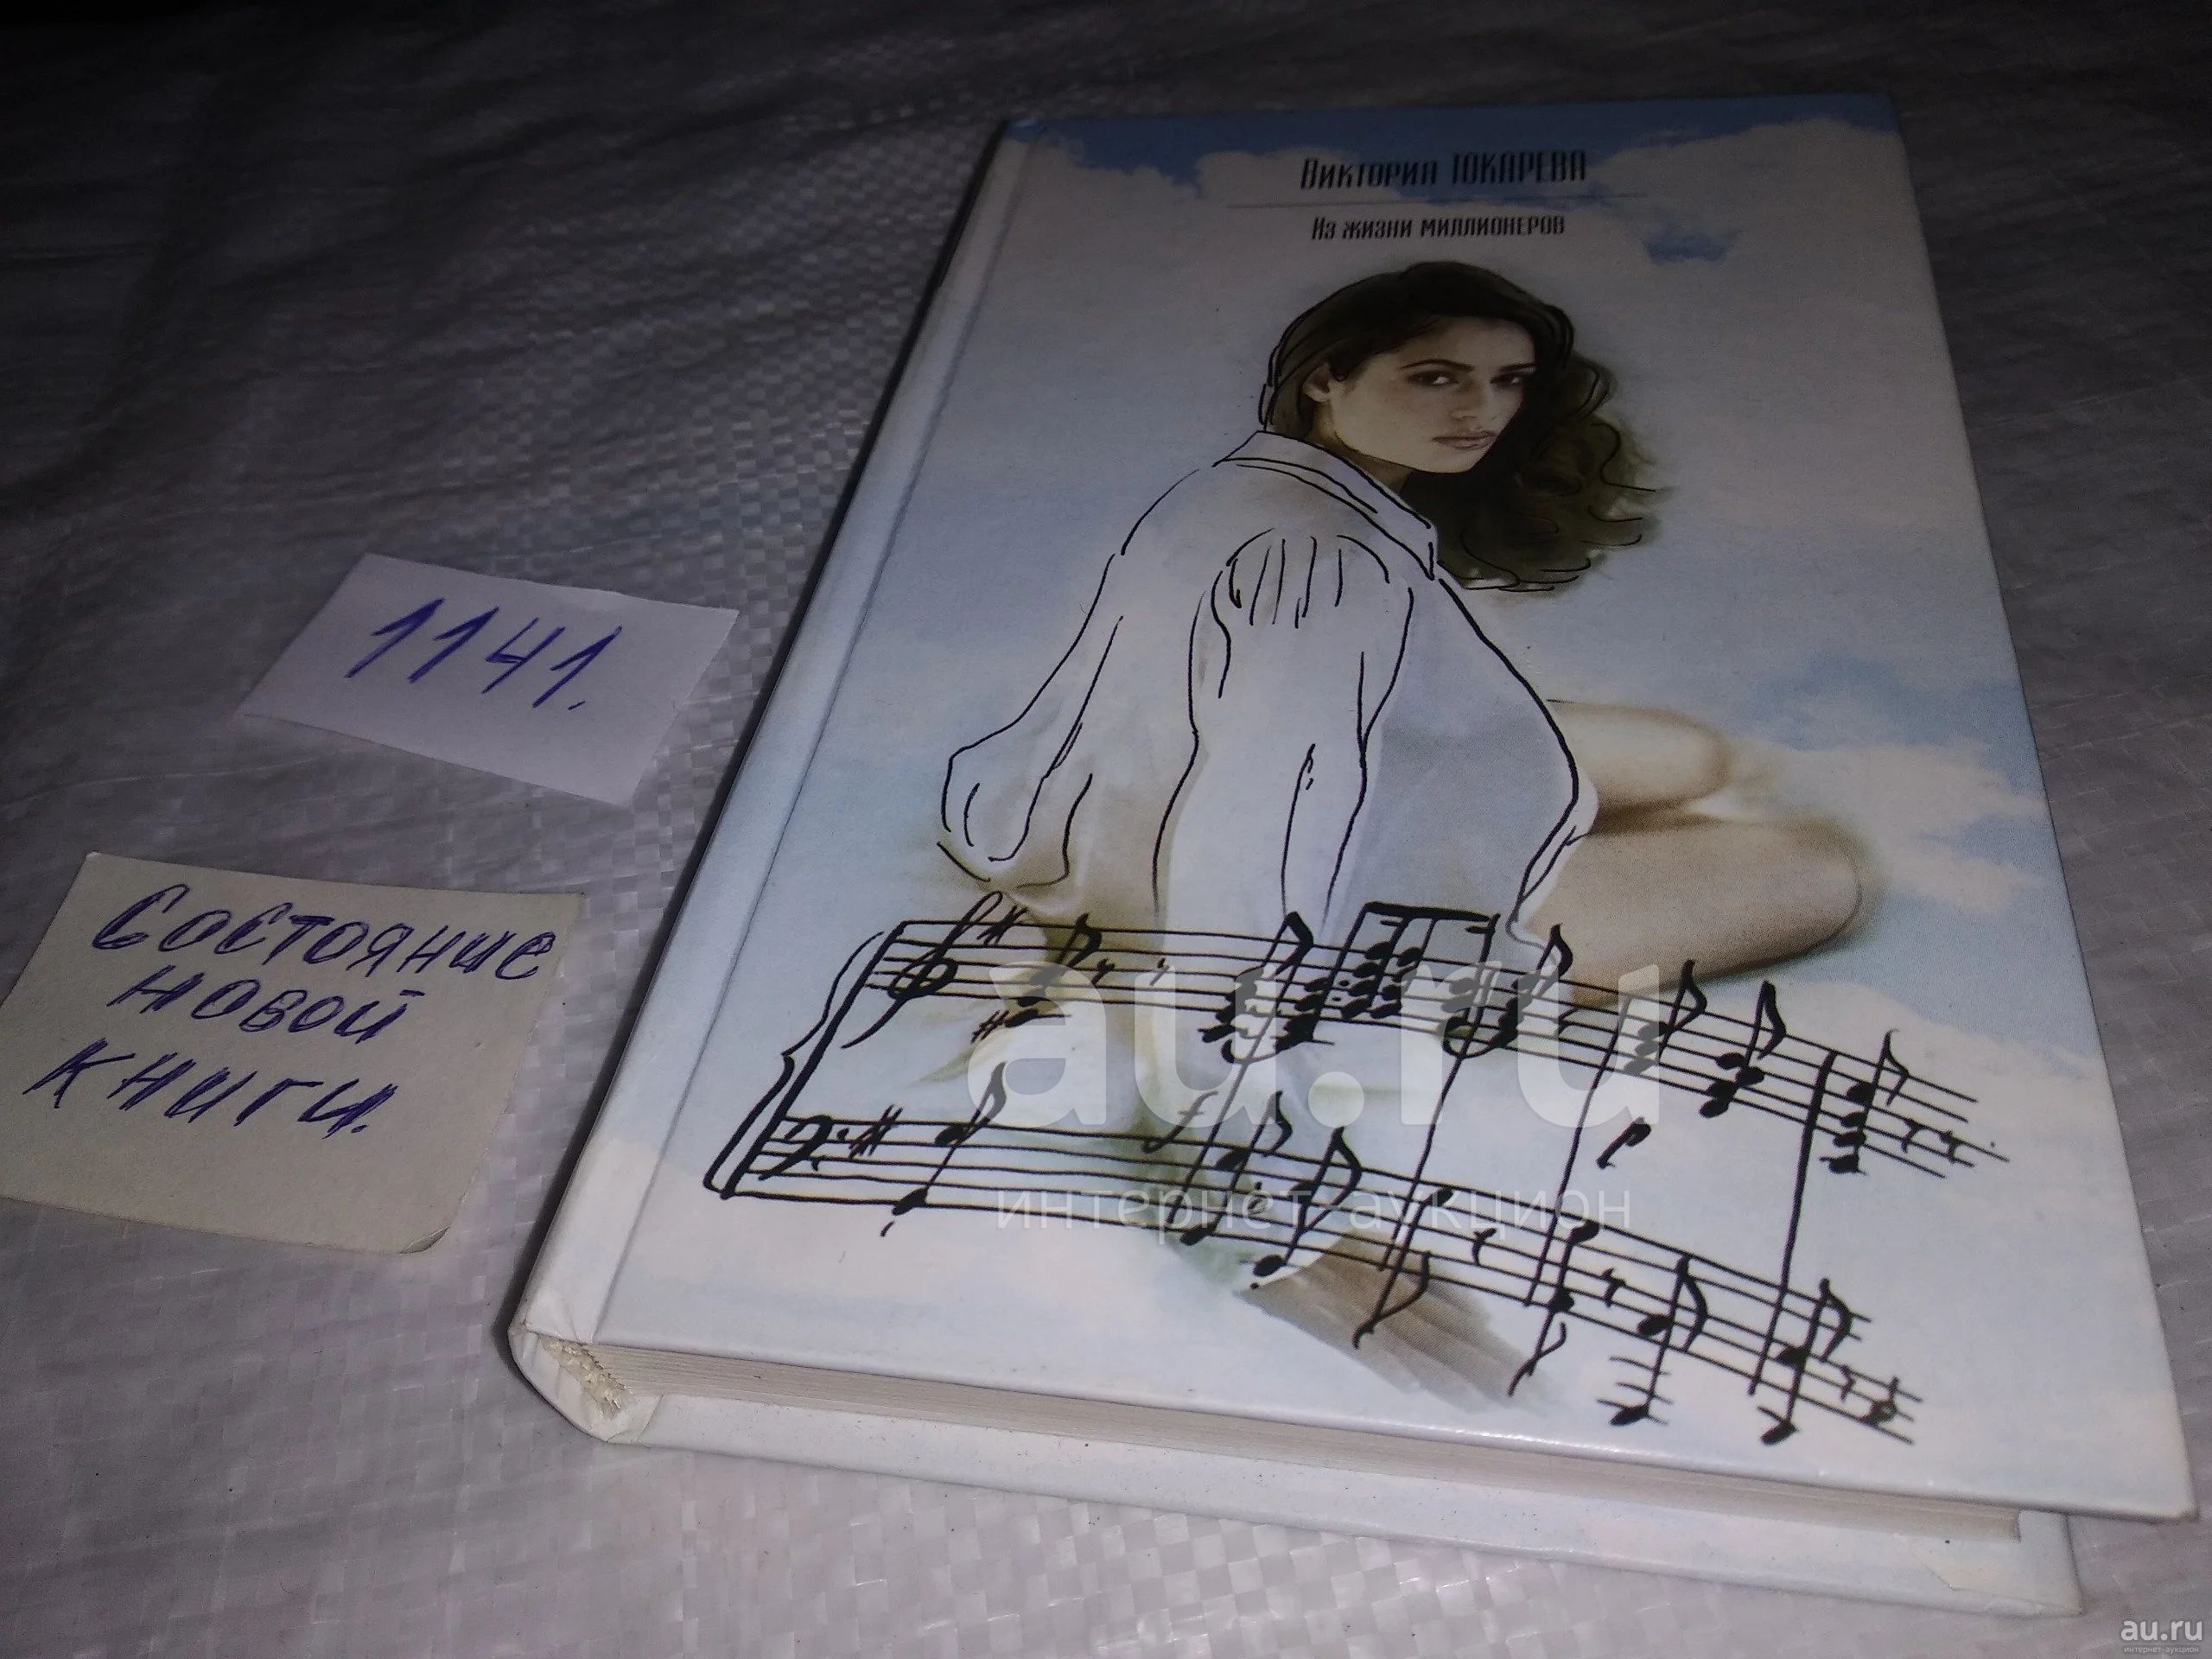 Виктория ТОКАРЕВА
Из жизни миллионеров
1141.
Состояние
новой
книги.
au.ru
интернет-аукцион
au.ru
интернет-аукцион